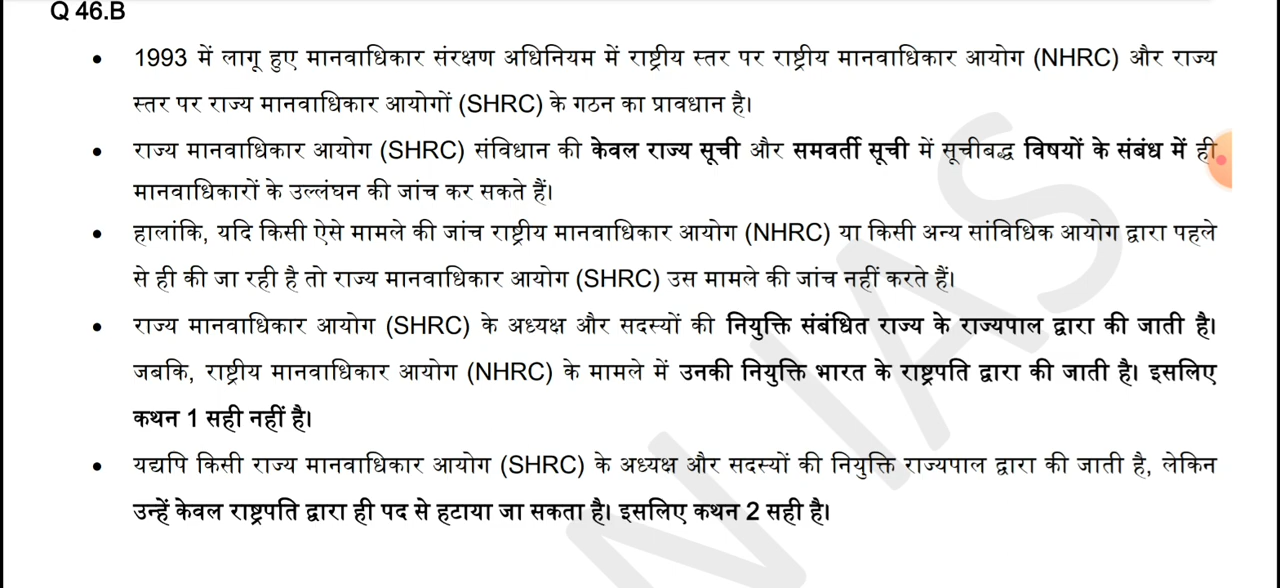 Q 46.B
• 1993 में लागू हुए मानवाधिकार संरक्षण अधिनियम में राष्ट्रीय स्तर पर राष्ट्रीय मानवाधिकार आयोग (NHRC) और राज्य
स्तर पर राज्य मानवाधिकार आयोगों (SHRC) के गठन का प्रावधान है।
• राज्य मानवाधिकार आयोग (SHRC) संविधान की केवल राज्य सूची और समवर्ती सूची में सूचीबद्ध विषयों के संबंध में ही
मानवाधिकारों के उल्लंघन की जांच कर सकते हैं।
• हालांकि, यदि किसी ऐसे मामले की जांच राष्ट्रीय मानवाधिकार आयोग (NHRC) या किसी अन्य सांविधिक आयोग द्वारा पहले
से ही की जा रही है तो राज्य मानवाधिकार आयोग (SHRC) उस मामले की जांच नहीं करते हैं।
• राज्य मानवाधिकार आयोग (SHRC) के अध्यक्ष और सदस्यों की नियुक्ति संबंधित राज्य के राज्यपाल द्वारा की जाती है।
जबकि, राष्ट्रीय मानवाधिकार आयोग (NHRC) के मामले में उनकी नियुक्ति भारत के राष्ट्रपति द्वारा की जाती है। इसलिए
कथन 1 सही नहीं है।
• यद्यपि किसी राज्य मानवाधिकार आयोग (SHRC) के अध्यक्ष और सदस्यों की नियुक्ति राज्यपाल द्वारा की जाती है, लेकिन
उन्हें केवल राष्ट्रपति द्वारा ही पद से हटाया जा सकता है। इसलिए कथन 2 सही है।
N IAS